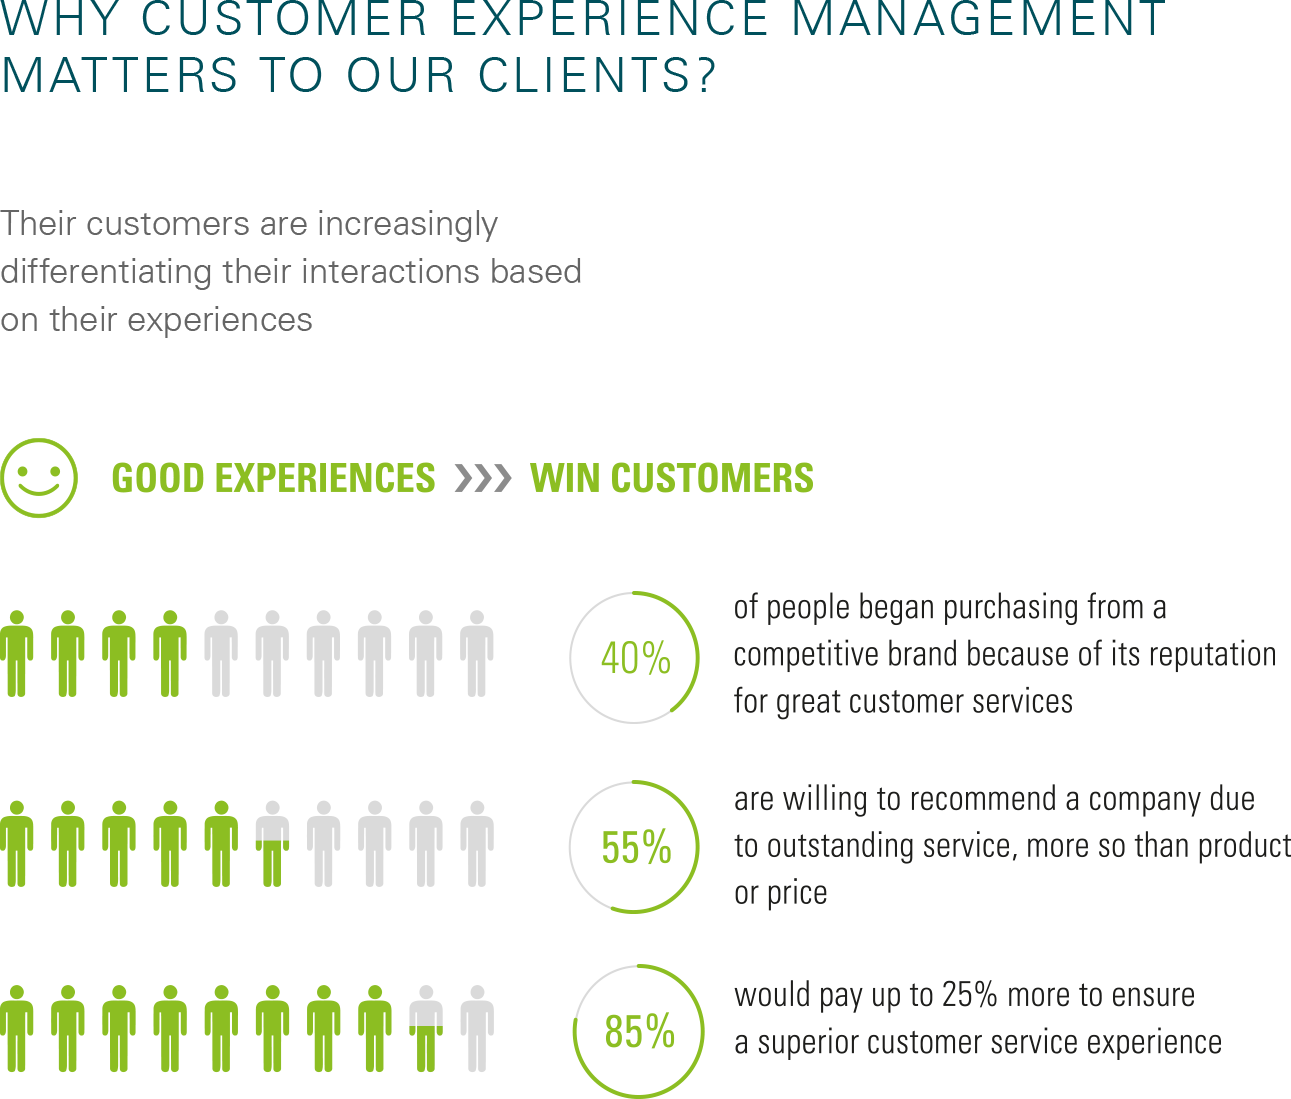 WHY CUSTOMER EXPERIENCE MANAGEMENT
MATTERS TO OUR CLIENTS?
Their customers are increasingly
differentiating their interactions based
on their experiences
GOOD EXPERIENCES ❯❯❯ WIN CUSTOMERS
40%
of people began purchasing from a
competitive brand because of its reputation
for great customer services
55%
are willing to recommend a company due
to outstanding service, more so than product
or price
85%
would pay up to 25% more to ensure
a superior customer service experience